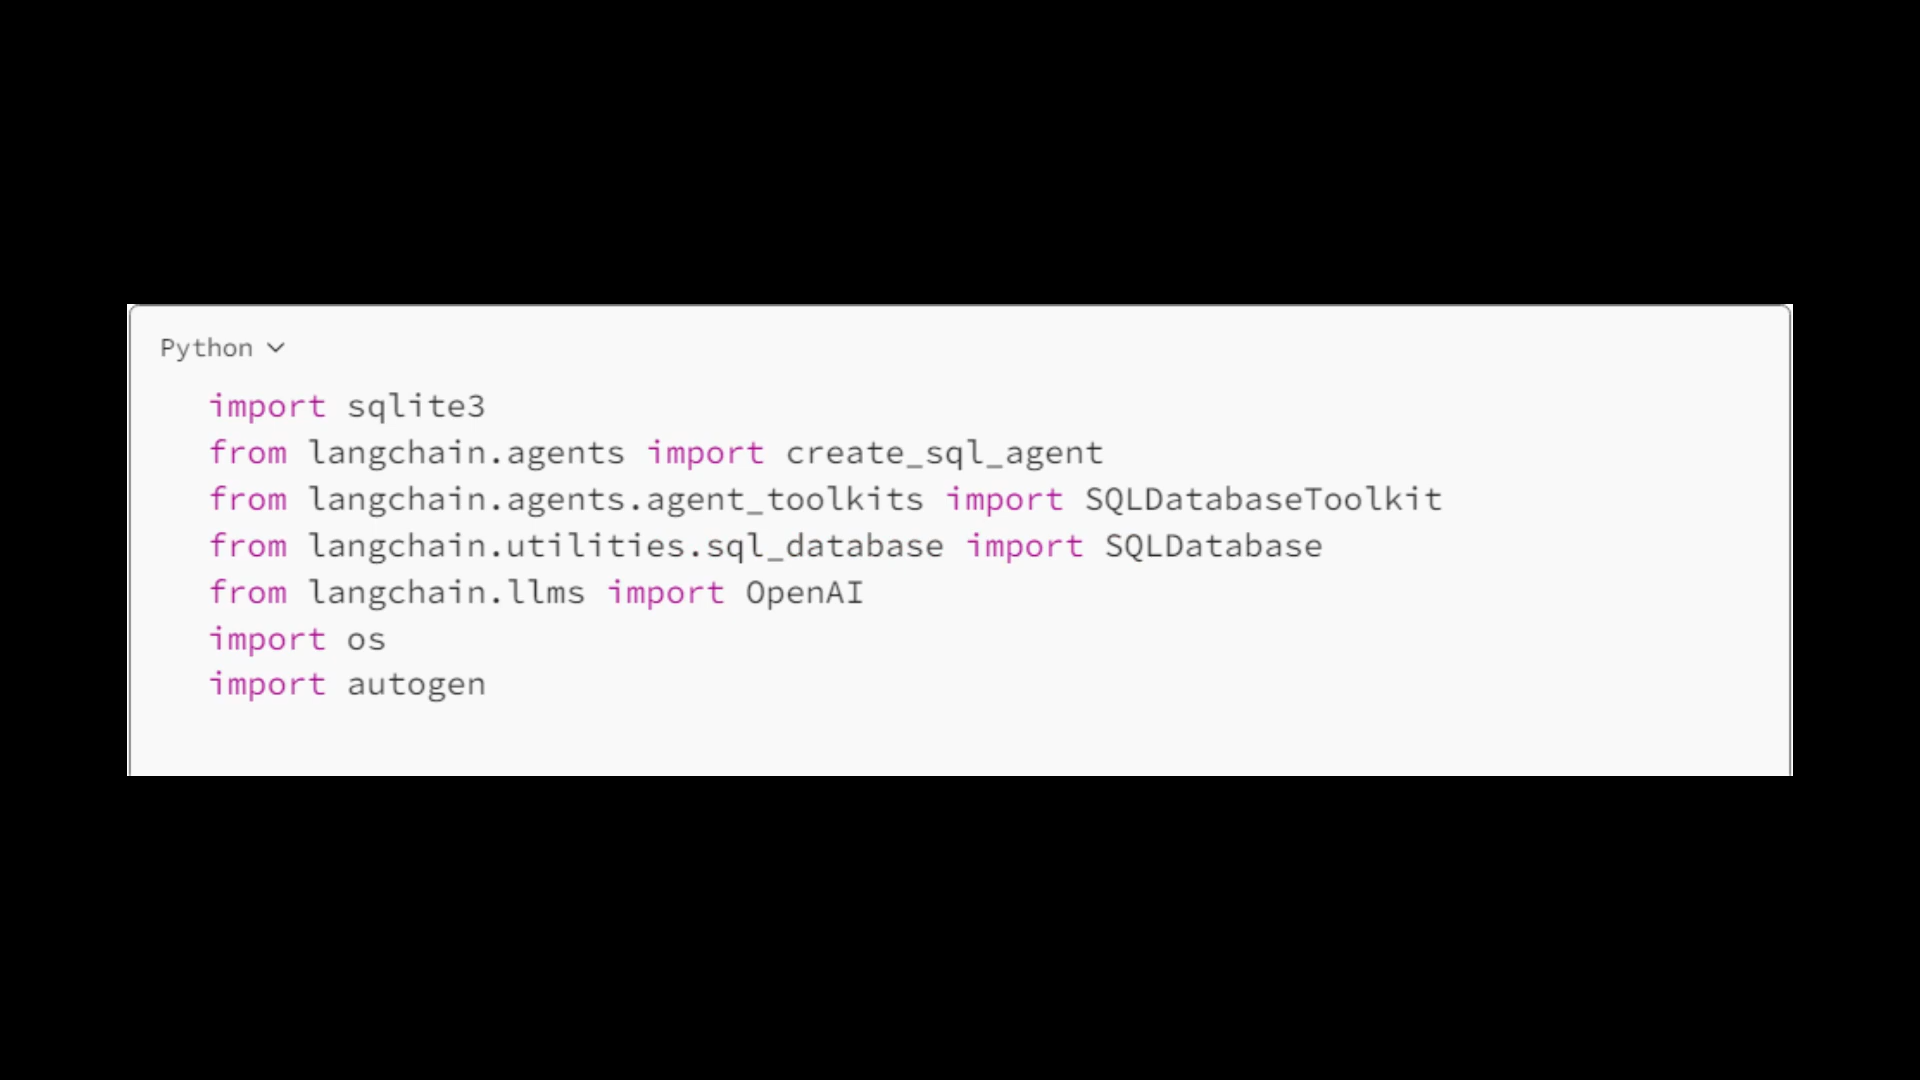 Python
import sqlite3
from langchain.agents import create_sql_agent
from langchain.agents.agent_toolkits import SQLDatabaseToolkit
from langchain.utilities.sql_database import SQLDatabase
from langchain.llms import OpenAI
import os
import autogen